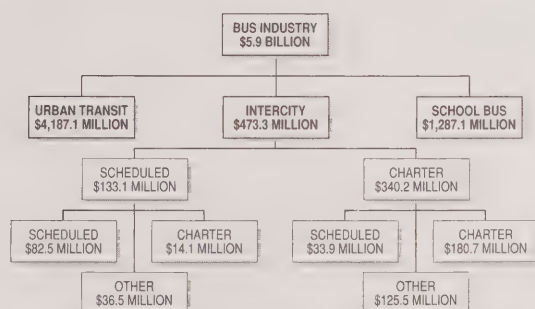 BUS INDUSTRY
$5.9 BILLION
URBAN TRANSIT
$4,187.1 MILLION
INTERCITY
$473.3 MILLION
SCHOOL BUS
$1,287.1 MILLION
SCHEDULED
$133.1 MILLION
CHARTER
$340.2 MILLION
SCHEDULED
$82.5 MILLION
CHARTER
$14.1 MILLION
SCHEDULED
$33.9 MILLION
CHARTER
$180.7 MILLION
OTHER
$36.5 MILLION
OTHER
$125.5 MILLION